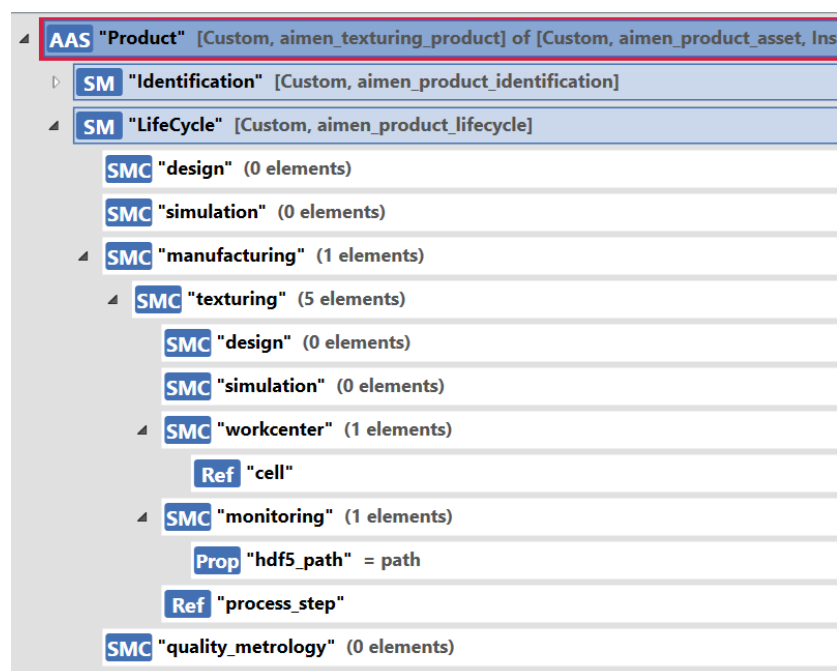 AAS "Product" [Custom, aimen_texturing_product] of [Custom, aimen_product_asset, Ins
SM "Identification" [Custom, aimen_product_identification]
SM "LifeCycle" [Custom, aimen_product_lifecycle]
SMC "design" (0 elements)
SMC "simulation" (0 elements)
SMC "manufacturing" (1 elements)
SMC "texturing" (5 elements)
SMC "design" (0 elements)
SMC "simulation" (0 elements)
SMC "workcenter" (1 elements)
Ref "cell"
SMC "monitoring" (1 elements)
Prop "hdf5_path" = path
Ref "process_step"
SMC "quality_metrology" (0 elements)